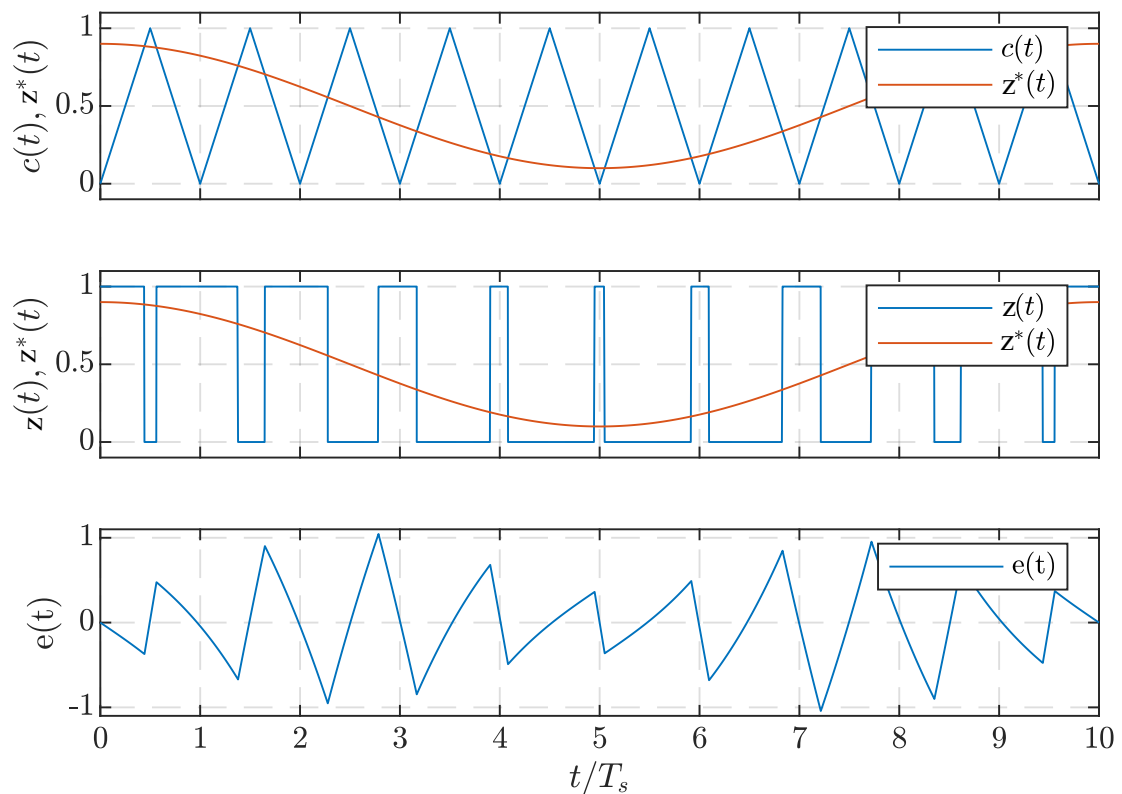 1
0.5
0
c(t), z*(t)
c(t)
z*(t)
1
0.5
0
z(t), z*(t)
z(t)
z*(t)
1
0
-1
e(t)
e(t)
0 1 2 3 4 5 6 7 8 9 10
t/Tₛ